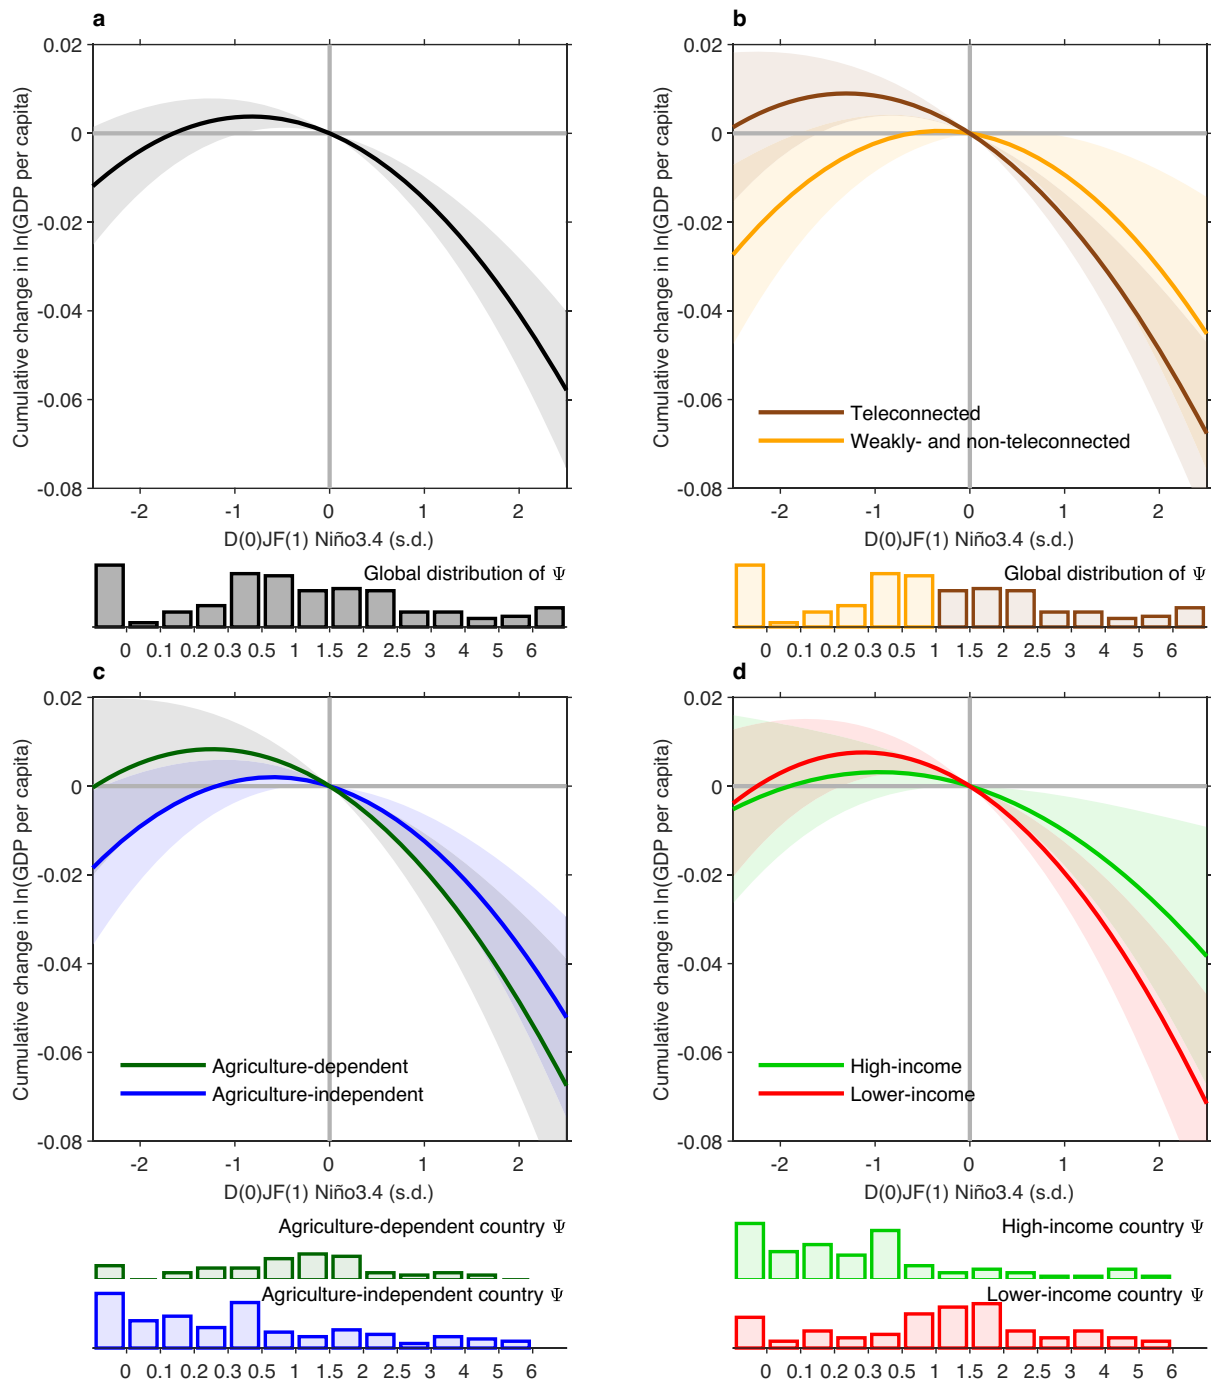 a
0.02
0
-0.02
-0.04
-0.06
-0.08
Cumulative change in ln(GDP per capita)
-2 -1 0 1 2
D(0)JF(1) Niño3.4 (s.d.)
Global distribution of Ψ
0 0.1 0.2 0.3 0.5 1 1.5 2 2.5 3 4 5 6
b
0.02
0
-0.02
-0.04
-0.06
-0.08
Cumulative change in ln(GDP per capita)
Teleconnected
Weakly- and non-teleconnected
-2 -1 0 1 2
D(0)JF(1) Niño3.4 (s.d.)
Global distribution of Ψ
0 0.1 0.2 0.3 0.5 1 1.5 2 2.5 3 4 5 6
c
0.02
0
-0.02
-0.04
-0.06
-0.08
Cumulative change in ln(GDP per capita)
Agriculture-dependent
Agriculture-independent
-2 -1 0 1 2
D(0)JF(1) Niño3.4 (s.d.)
Agriculture-dependent country Ψ
Agriculture-independent country Ψ
0 0.1 0.2 0.3 0.5 1 1.5 2 2.5 3 4 5 6
d
0.02
0
-0.02
-0.04
-0.06
-0.08
Cumulative change in ln(GDP per capita)
High-income
Lower-income
-2 -1 0 1 2
D(0)JF(1) Niño3.4 (s.d.)
High-income country Ψ
Lower-income country Ψ
0 0.1 0.2 0.3 0.5 1 1.5 2 2.5 3 4 5 6